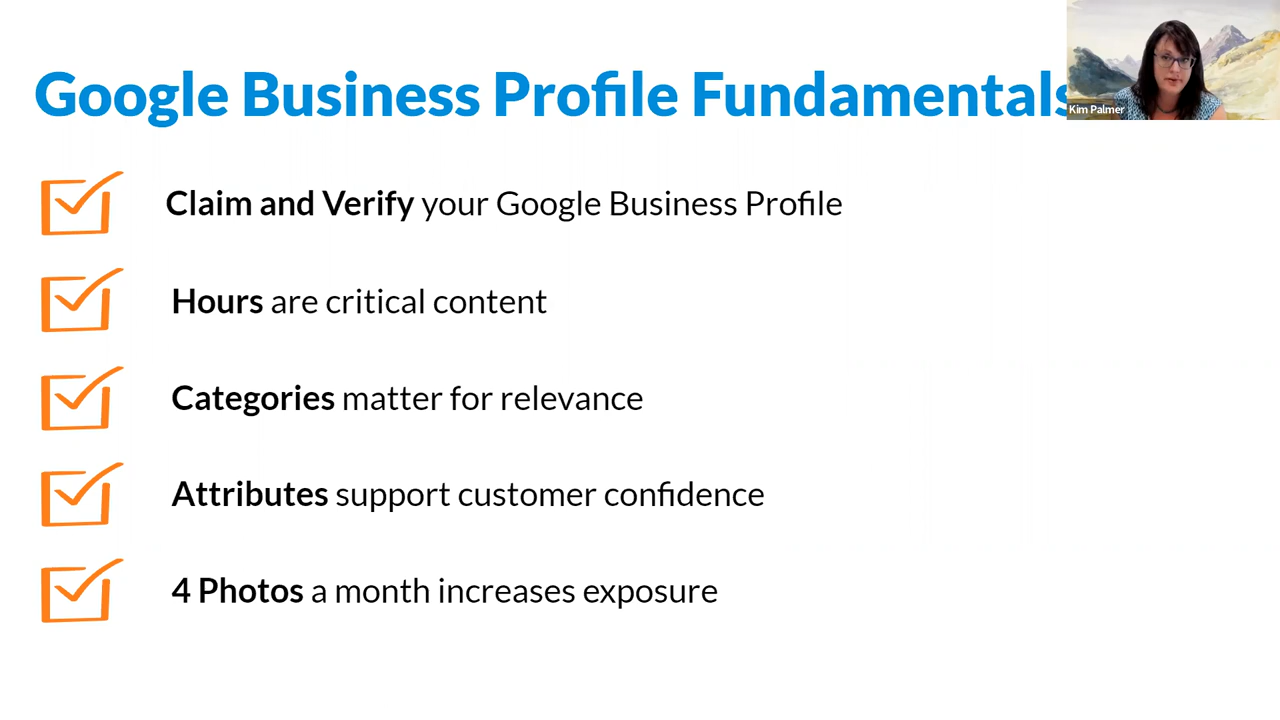 Google Business Profile Fundamentals
Kim Palmer
Claim and Verify your Google Business Profile
Hours are critical content
Categories matter for relevance
Attributes support customer confidence
4 Photos a month increases exposure